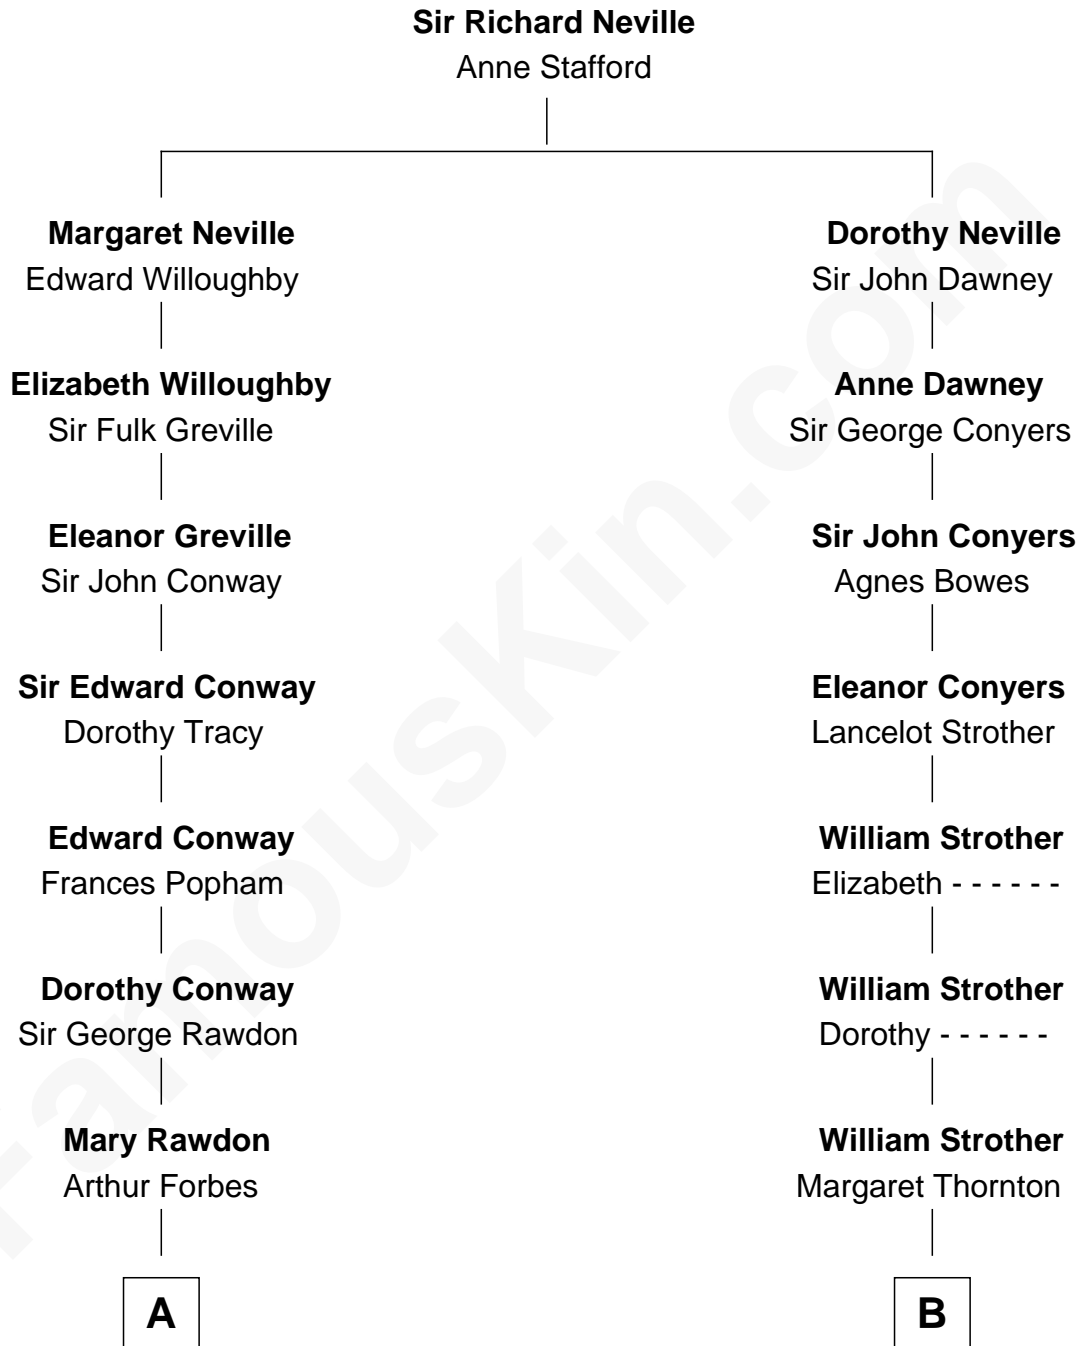 Sir Richard Neville
Anne Stafford
Margaret Neville
Edward Willoughby
Elizabeth Willoughby
Sir Fulk Greville
Eleanor Greville
Sir John Conway
Sir Edward Conway
Dorothy Tracy
Edward Conway
Frances Popham
Dorothy Conway
Sir George Rawdon
Mary Rawdon
Arthur Forbes
A
Dorothy Neville
Sir John Dawney
Anne Dawney
Sir George Conyers
Sir John Conyers
Agnes Bowes
Eleanor Conyers
Lancelot Strother
William Strother
Elizabeth - - - - - -
William Strother
Dorothy - - - - - -
William Strother
Margaret Thornton
B
FamousKin.com